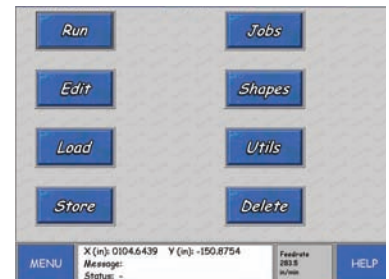 Run
Jobs
Edit
Shapes
Load
Utils
Store
Delete
MENU
X (in): 0104.6439 Y (in): -150.8754
Message:
Status: -
Feedrate
283.5
in/min
HELP